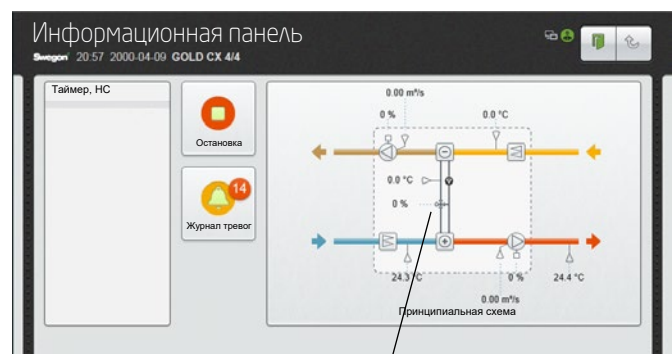 Информационная панель
Swegon 20:57 2000-04-09 GOLD CX 4/4
Таймер, НС
Остановка
14
Журнал тревог
0.00 m³/s
0 %
0.0 °C
0.0 °C
0 %
24.3 °C
0 %
24.4 °C
0.00 m³/s
Принципиальная схема